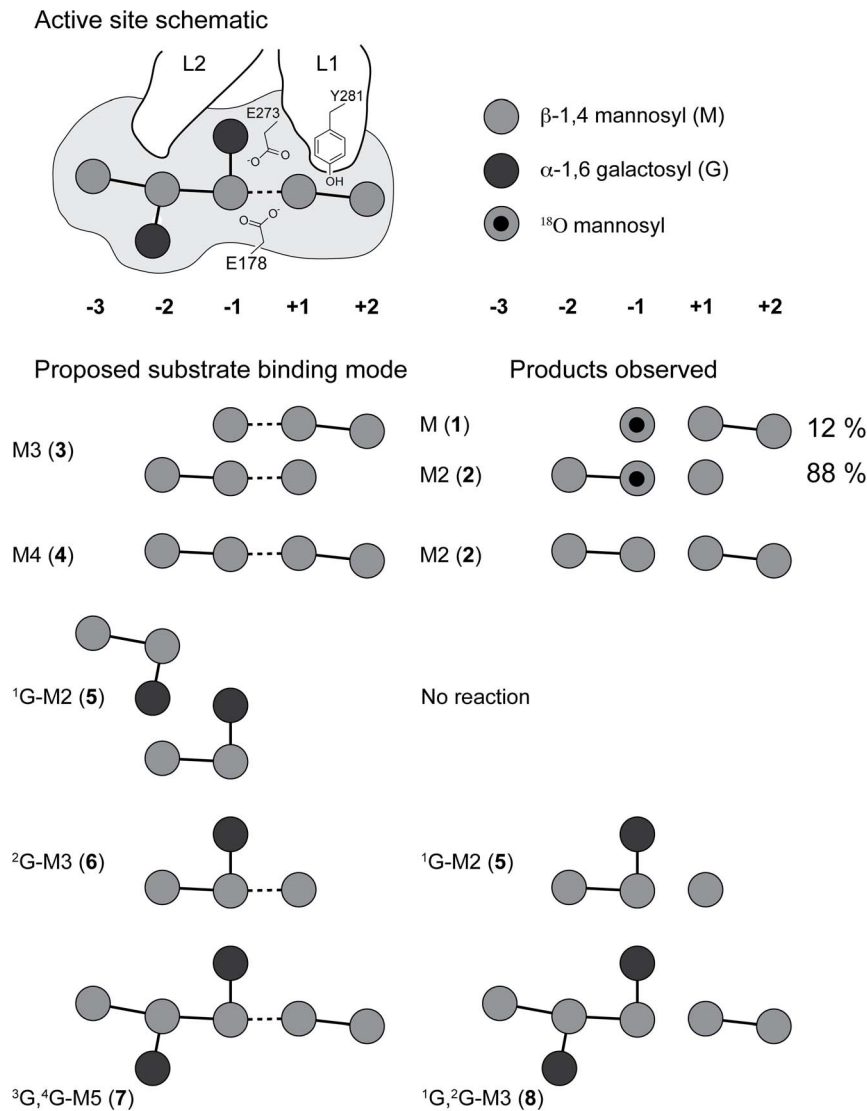 Active site schematic
L2
L1
Y281
E273
-O
O
OH
O
O-
E178
β-1,4 mannosyl (M)
α-1,6 galactosyl (G)
¹⁸O mannosyl
-3 -2 -1 +1 +2
-3 -2 -1 +1 +2
Proposed substrate binding mode
Products observed
M3 (3)
M (1)
12 %
M2 (2)
88 %
M4 (4)
M2 (2)
¹G-M2 (5)
No reaction
²G-M3 (6)
¹G-M2 (5)
³G,⁴G-M5 (7)
¹G,²G-M3 (8)